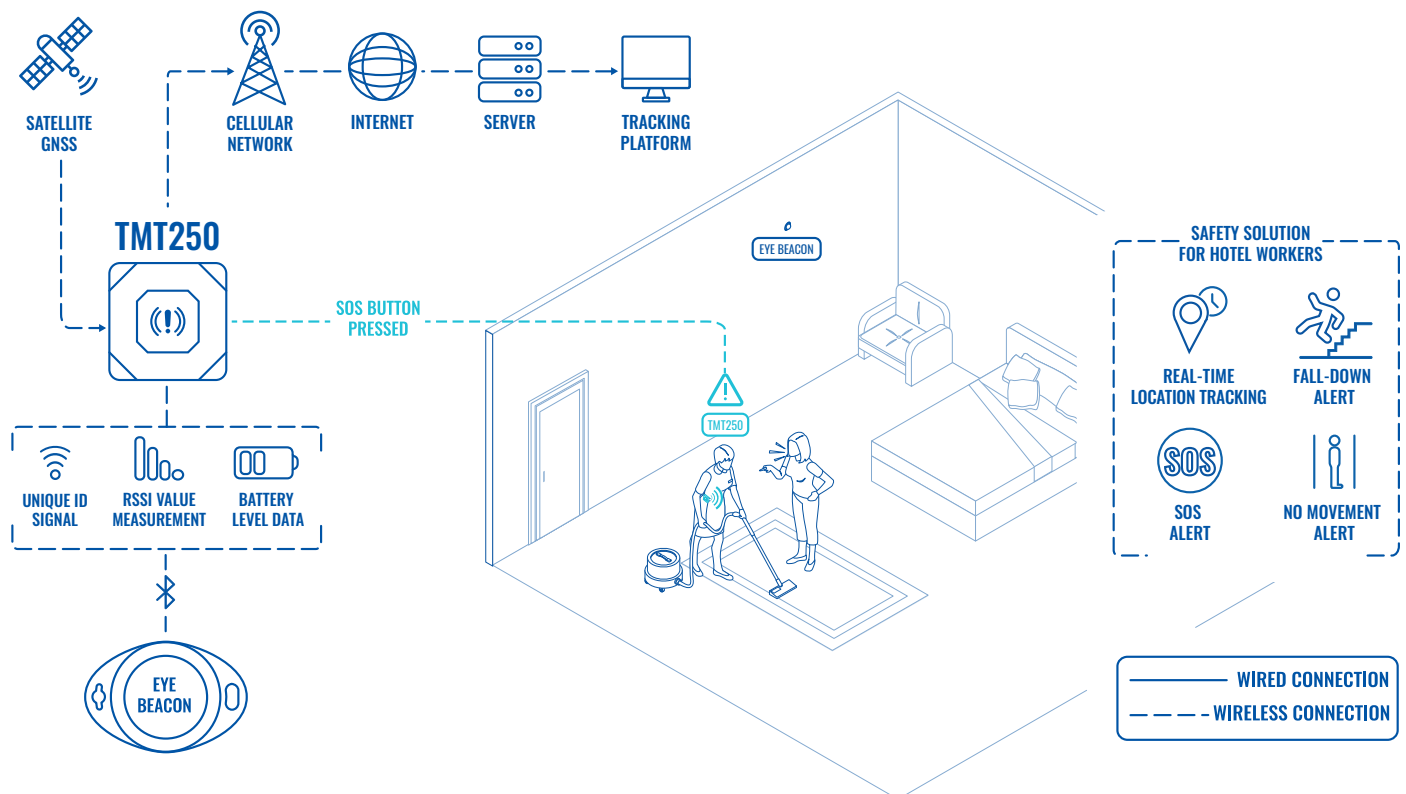 SATELLITE
GNSS
CELLULAR
NETWORK
INTERNET
SERVER
TRACKING
PLATFORM
TMT250
SOS BUTTON
PRESSED
EYE BEACON
TMT250
UNIQUE ID
SIGNAL
RSSI VALUE
MEASUREMENT
BATTERY
LEVEL DATA
EYE
BEACON
SAFETY SOLUTION
FOR HOTEL WORKERS
REAL-TIME
LOCATION TRACKING
FALL-DOWN
ALERT
SOS
SOS
ALERT
NO MOVEMENT
ALERT
WIRED CONNECTION
WIRELESS CONNECTION